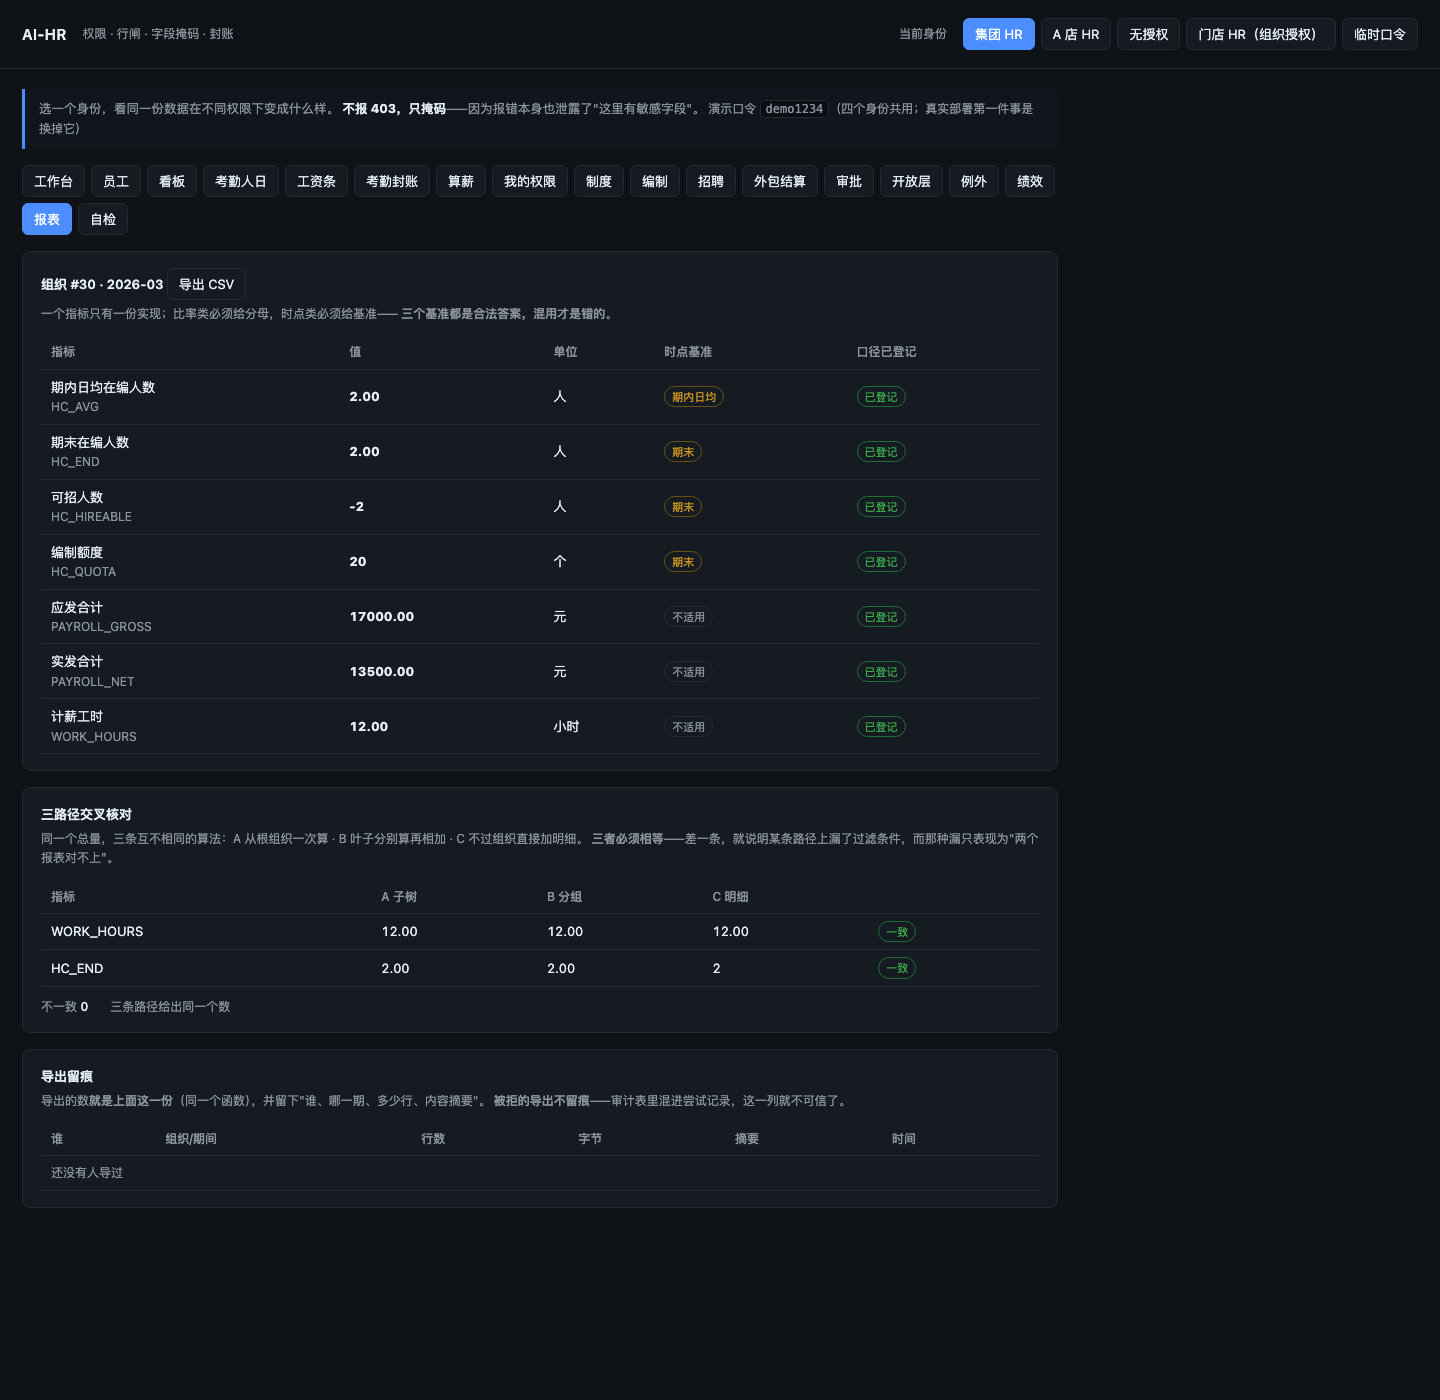 AI-HR 权限 · 行闸 · 字段掩码 · 封账 当前身份 集团 HR A 店 HR 无授权 门店 HR（组织授权） 临时口令
选一个身份，看同一份数据在不同权限下变成什么样。 不报 403，只掩码——因为报错本身也泄露了"这里有敏感字段"。 演示口令 demo1234 （四个身份共用；真实部署第一件事是
换掉它）
工作台 员工 看板 考勤人日 工资条 考勤封账 算薪 我的权限 制度 编制 招聘 外包结算 审批 开放层 例外 绩效
报表 自检
组织 #30 · 2026-03 导出 CSV
一个指标只有一份实现；比率类必须给分母，时点类必须给基准—— 三个基准都是合法答案，混用才是错的。
指标 值 单位 时点基准 口径已登记
期内日均在编人数
HC_AVG
2.00 人 期内日均 已登记
期末在编人数
HC_END
2.00 人 期末 已登记
可招人数
HC_HIREABLE
-2 人 期末 已登记
编制额度
HC_QUOTA
20 个 期末 已登记
应发合计
PAYROLL_GROSS
17000.00 元 不适用 已登记
实发合计
PAYROLL_NET
13500.00 元 不适用 已登记
计薪工时
WORK_HOURS
12.00 小时 不适用 已登记
三路径交叉核对
同一个总量，三条互不相同的算法：A 从根组织一次算 · B 叶子分别算再相加 · C 不过组织直接加明细。 三者必须相等——差一条，就说明某条路径上漏了过滤条件，而那种漏只表现为"两个
报表对不上"。
指标 A 子树 B 分组 C 明细
WORK_HOURS 12.00 12.00 12.00 一致
HC_END 2.00 2.00 2 一致
不一致 0 三条路径给出同一个数
导出留痕
导出的数就是上面这一份（同一个函数），并留下"谁、哪一期、多少行、内容摘要"。 被拒的导出不留痕——审计表里混进尝试记录，这一列就不可信了。
谁 组织/期间 行数 字节 摘要 时间
还没有人导过